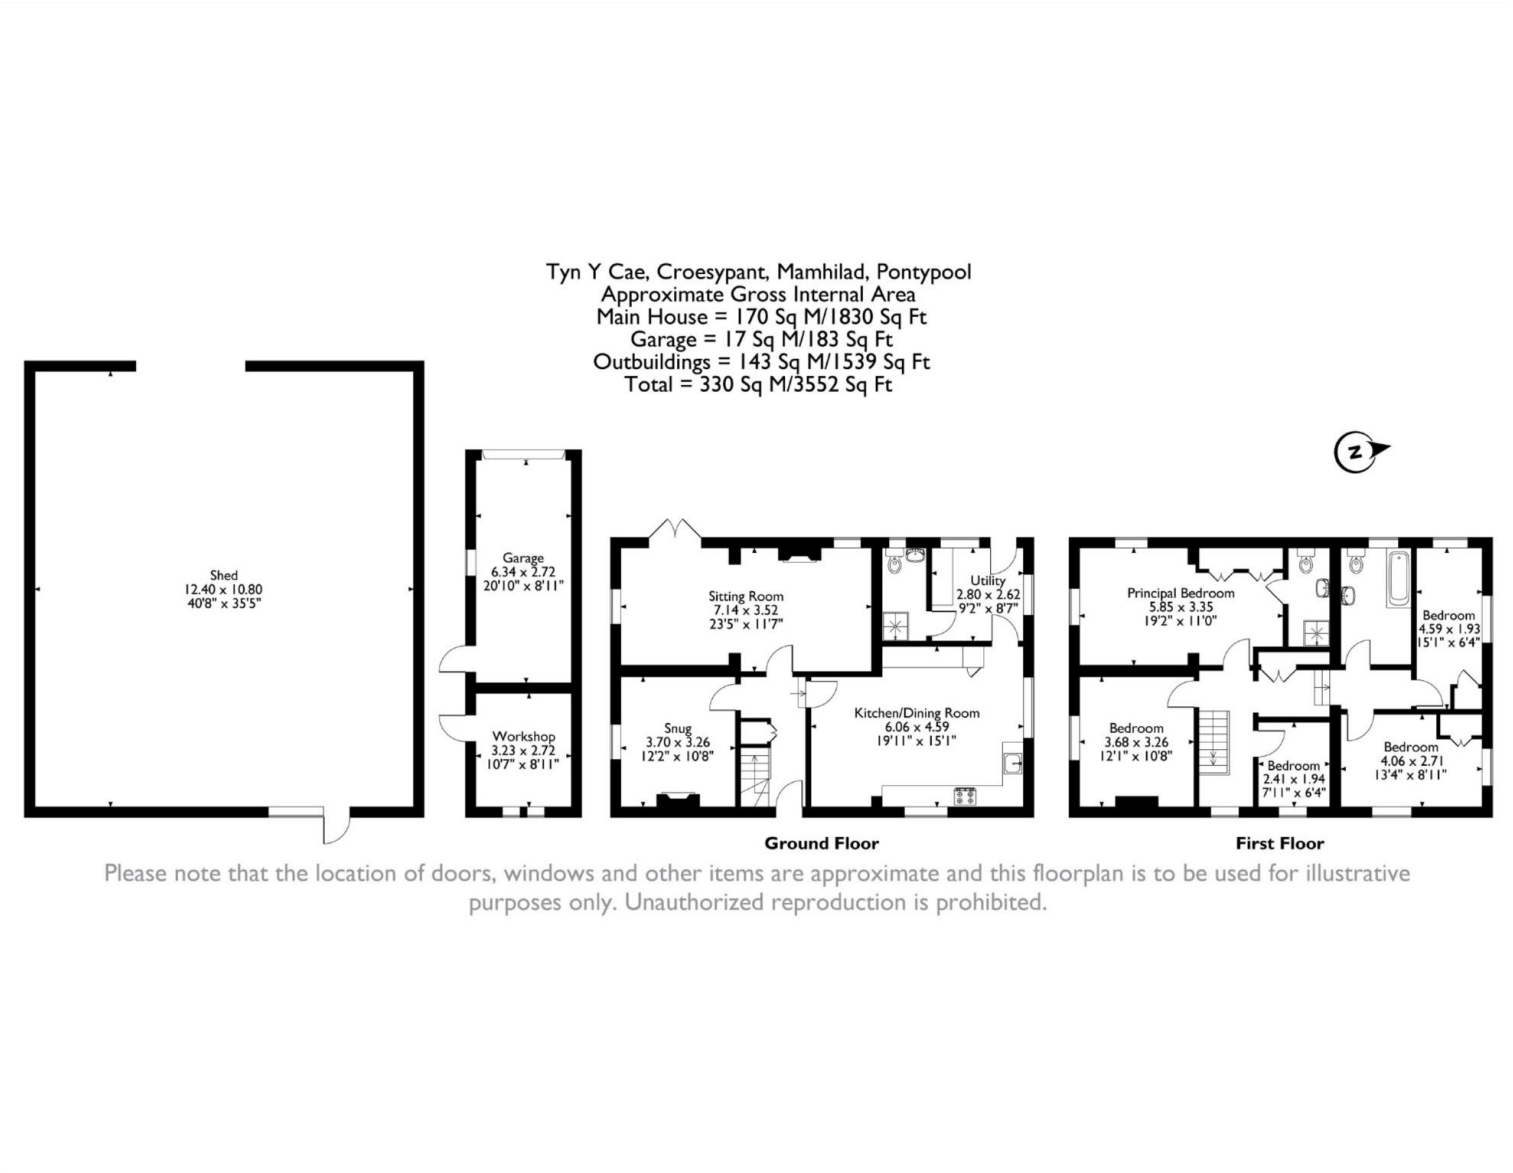 Tyn Y Cae, Croesypant, Mamhilad, Pontypool
Approximate Gross Internal Area
Main House = 170 Sq M/1830 Sq Ft
Garage = 17 Sq M/183 Sq Ft
Outbuildings = 143 Sq M/1539 Sq Ft
Total = 330 Sq M/3552 Sq Ft
N
Shed
12.40 x 10.80
40'8" x 35'5"
Garage
6.34 x 2.72
20'10" x 8'11"
Workshop
3.23 x 2.72
10'7" x 8'11"
Sitting Room
7.14 x 3.52
23'5" x 11'7"
Utility
2.80 x 2.62
9'2" x 8'7"
Snug
3.70 x 3.26
12'2" x 10'8"
Kitchen/Dining Room
6.06 x 4.59
19'11" x 15'1"
Principal Bedroom
5.85 x 3.35
19'2" x 11'0"
Bedroom
4.59 x 1.93
15'1" x 6'4"
Bedroom
3.68 x 3.26
12'1" x 10'8"
Bedroom
2.41 x 1.94
7'11" x 6'4"
Bedroom
4.06 x 2.71
13'4" x 8'11"
Ground Floor
First Floor
Please note that the location of doors, windows and other items are approximate and this floorplan is to be used for illustrative
purposes only. Unauthorized reproduction is prohibited.